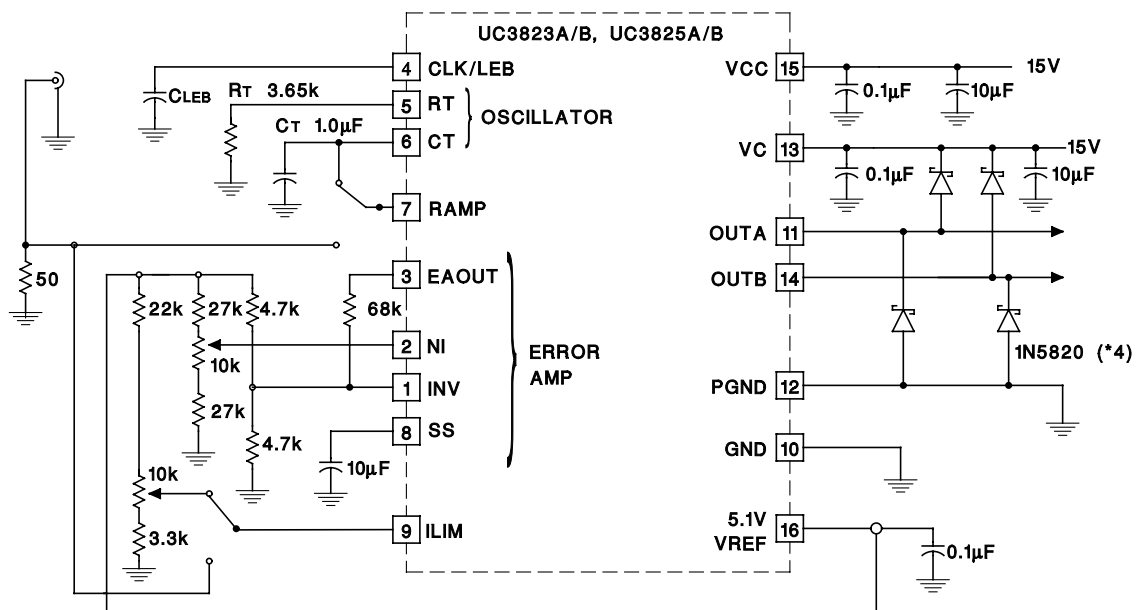 UC3823A/B, UC3825A/B
4 CLK/LEB
CLEB
RT 3.65k
5 RT
OSCILLATOR
CT 1.0µF
6 CT
7 RAMP
50
3 EAOUT
22k
27k
4.7k
68k
2 NI
10k
ERROR
AMP
1 INV
27k
8 SS
4.7k
10µF
10k
3.3k
9 ILIM
VCC 15
15V
0.1µF
10µF
VC 13
15V
0.1µF
10µF
OUTA 11
OUTB 14
1N5820 (*4)
PGND 12
GND 10
5.1V
VREF 16
0.1µF